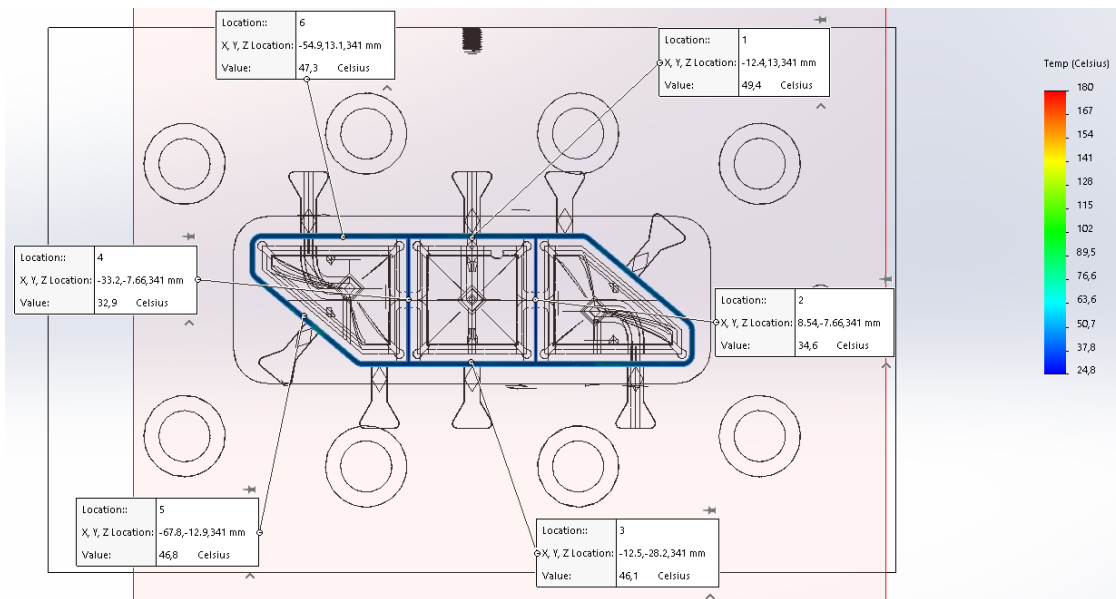 Location:: 6
X, Y, Z Location: -54.9,13.1,341 mm
Value: 47,3 Celsius
Location:: 1
X, Y, Z Location: -12.4,13,341 mm
Value: 49,4 Celsius
Temp (Celsius)
180
167
154
141
128
115
102
89,5
76,6
63,6
50,7
37,8
24,8
Location:: 4
X, Y, Z Location: -33.2,-7.66,341 mm
Value: 32,9 Celsius
Location:: 2
X, Y, Z Location: 8.54,-7.66,341 mm
Value: 34,6 Celsius
Location:: 5
X, Y, Z Location: -67.8,-12.9,341 mm
Value: 46,8 Celsius
Location:: 3
X, Y, Z Location: -12.5,-28.2,341 mm
Value: 46,1 Celsius